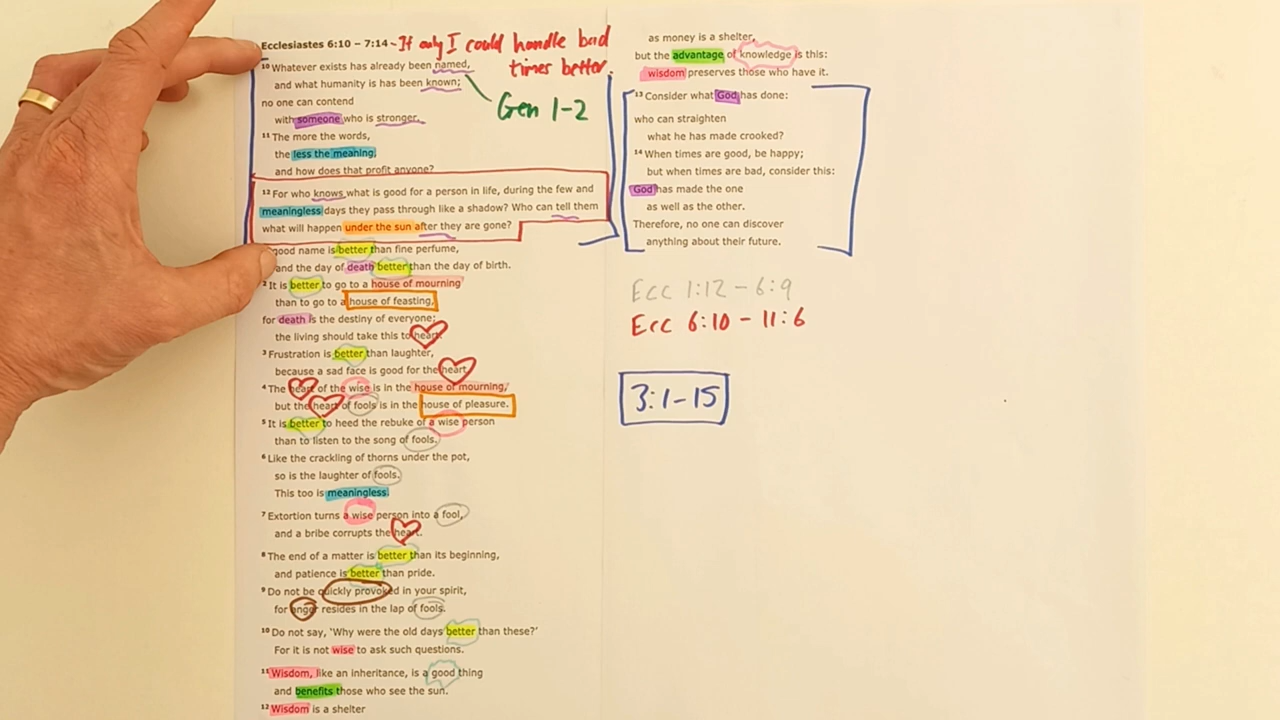 Ecclesiastes 6:10 – 7:14 ~ If only I could handle bad
times better.
10 Whatever exists has already been named,
and what humanity is has been known;
no one can contend
with someone who is stronger.
Gen 1-2
11 The more the words,
the less the meaning,
and how does that profit anyone?
12 For who knows what is good for a person in life, during the few and
meaningless days they pass through like a shadow? Who can tell them
what will happen under the sun after they are gone?
good name is better than fine perfume,
and the day of death better than the day of birth.
2 It is better to go to a house of mourning
than to go to a house of feasting,
for death is the destiny of everyone;
the living should take this to heart.
3 Frustration is better than laughter,
because a sad face is good for the heart.
4 The heart of the wise is in the house of mourning,
but the heart of fools is in the house of pleasure.
5 It is better to heed the rebuke of a wise person
than to listen to the song of fools.
6 Like the crackling of thorns under the pot,
so is the laughter of fools.
This too is meaningless.
7 Extortion turns a wise person into a fool,
and a bribe corrupts the heart.
8 The end of a matter is better than its beginning,
and patience is better than pride.
9 Do not be quickly provoked in your spirit,
for anger resides in the lap of fools.
10 Do not say, ‘Why were the old days better than these?’
For it is not wise to ask such questions.
11 Wisdom, like an inheritance, is a good thing
and benefits those who see the sun.
12 Wisdom is a shelter
as money is a shelter,
but the advantage of knowledge is this:
wisdom preserves those who have it.
13 Consider what God has done:
who can straighten
what he has made crooked?
14 When times are good, be happy;
but when times are bad, consider this:
God has made the one
as well as the other.
Therefore, no one can discover
anything about their future.
Ecc 1:12 - 6:9
Ecc 6:10 - 11:6
3:1-15